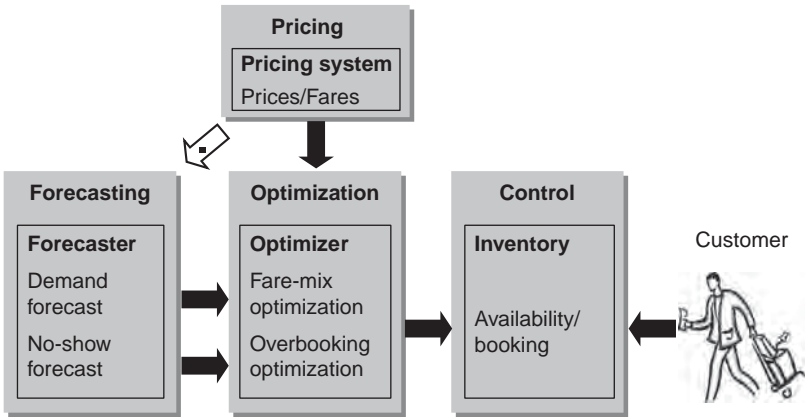 Pricing
Pricing system
Prices/Fares
Forecasting
Forecaster
Demand
forecast
No-show
forecast
Optimization
Optimizer
Fare-mix
optimization
Overbooking
optimization
Control
Inventory
Availability/
booking
Customer